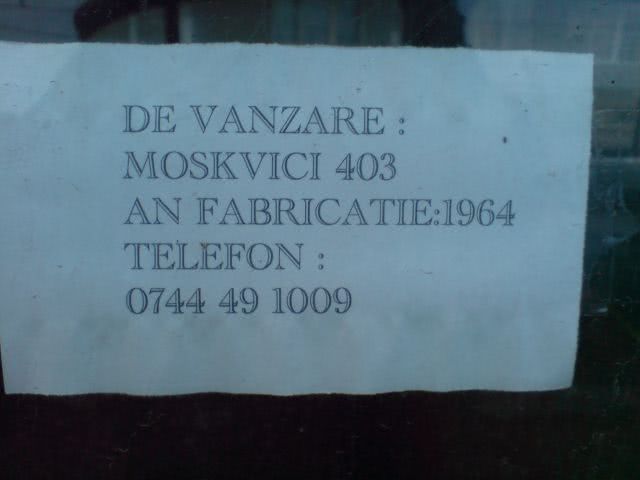 DE VANZARE :
MOSKVICI 403
AN FABRICATIE:1964
TELEFON :
0744 49 1009